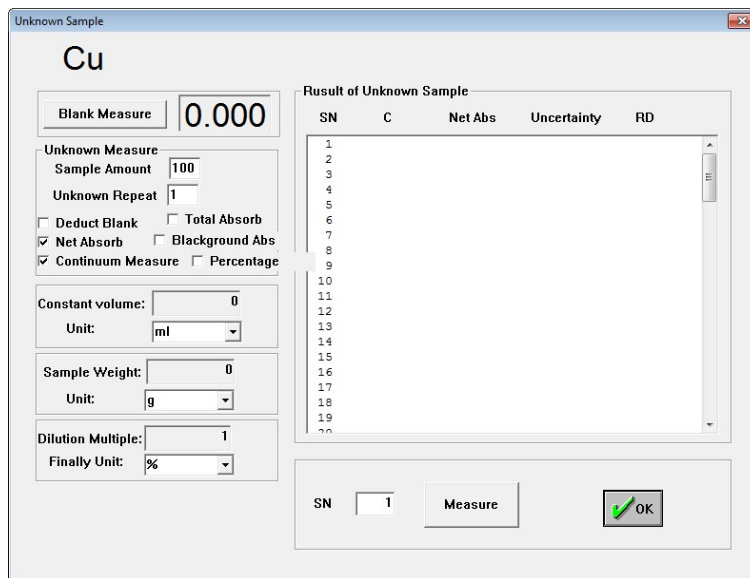 Unknown Sample
Cu
Blank Measure 0.000
Unknown Measure
Sample Amount 100
Unknown Repeat 1
Deduct Blank Total Absorb
Net Absorb Blackground Abs
Continuum Measure Percentage
Constant volume: 0
Unit: ml
Sample Weight: 0
Unit: g
Dilution Multiple: 1
Finally Unit: %
Rusult of Unknown Sample
SN C Net Abs Uncertainty RD
1
2
3
4
5
6
7
8
9
10
11
12
13
14
15
16
17
18
19
20
SN 1 Measure OK